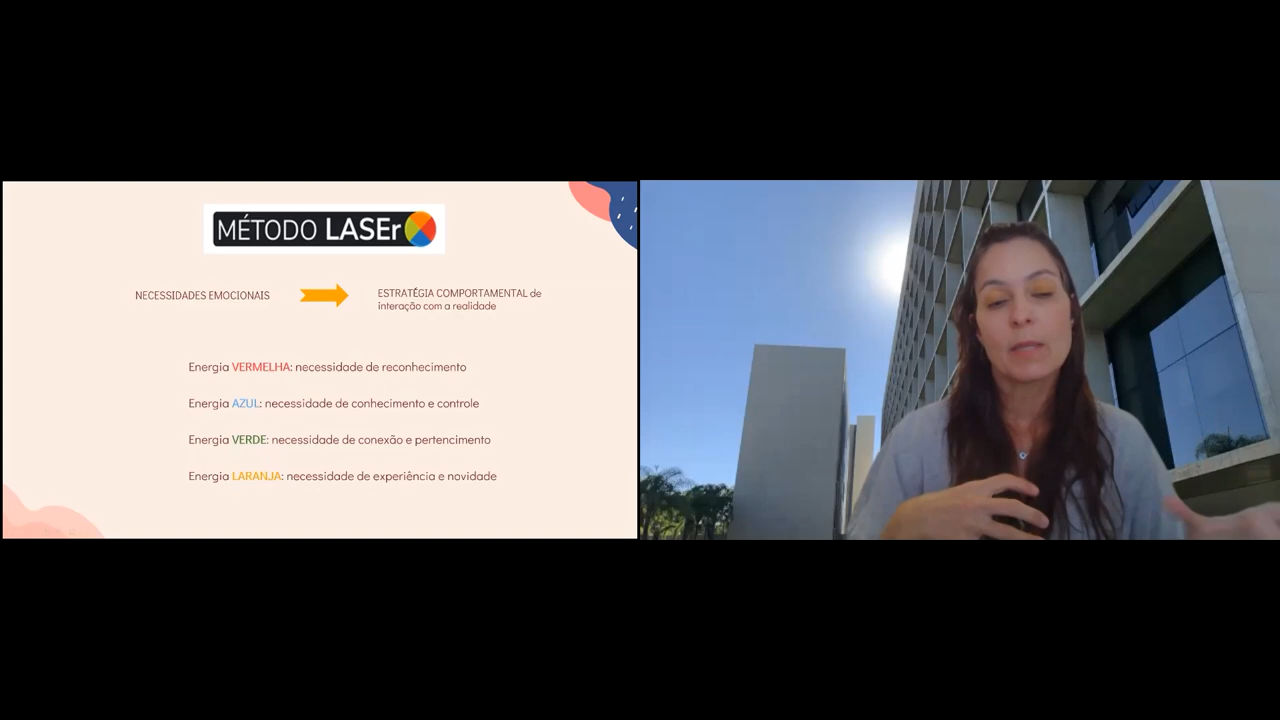 MÉTODO LASEr
NECESSIDADES EMOCIONAIS
ESTRATÉGIA COMPORTAMENTAL de
interação com a realidade
Energia VERMELHA: necessidade de reconhecimento
Energia AZUL: necessidade de conhecimento e controle
Energia VERDE: necessidade de conexão e pertencimento
Energia LARANJA: necessidade de experiência e novidade